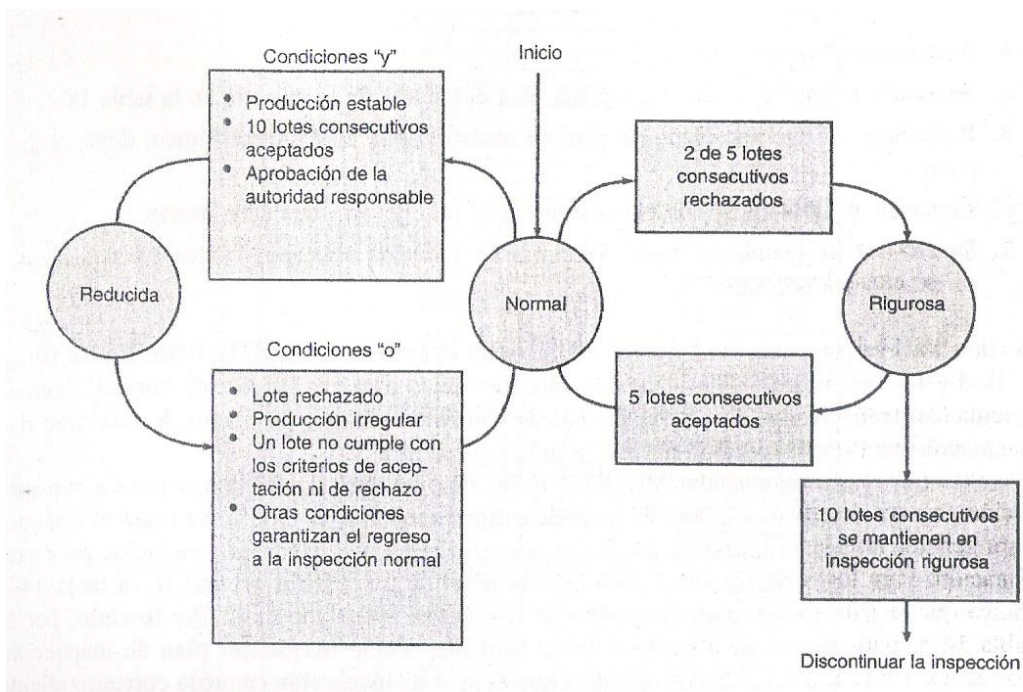 Condiciones "y"
Inicio
• Producción estable
• 10 lotes consecutivos
aceptados
• Aprobación de la
autoridad responsable
2 de 5 lotes
consecutivos
rechazados
Reducida
Normal
Rigurosa
Condiciones "o"
• Lote rechazado
• Producción irregular
• Un lote no cumple con
los criterios de acep-
tación ni de rechazo
• Otras condiciones
garantizan el regreso
a la inspección normal
5 lotes consecutivos
aceptados
10 lotes consecutivos
se mantienen en
inspección rigurosa
Discontinuar la inspección